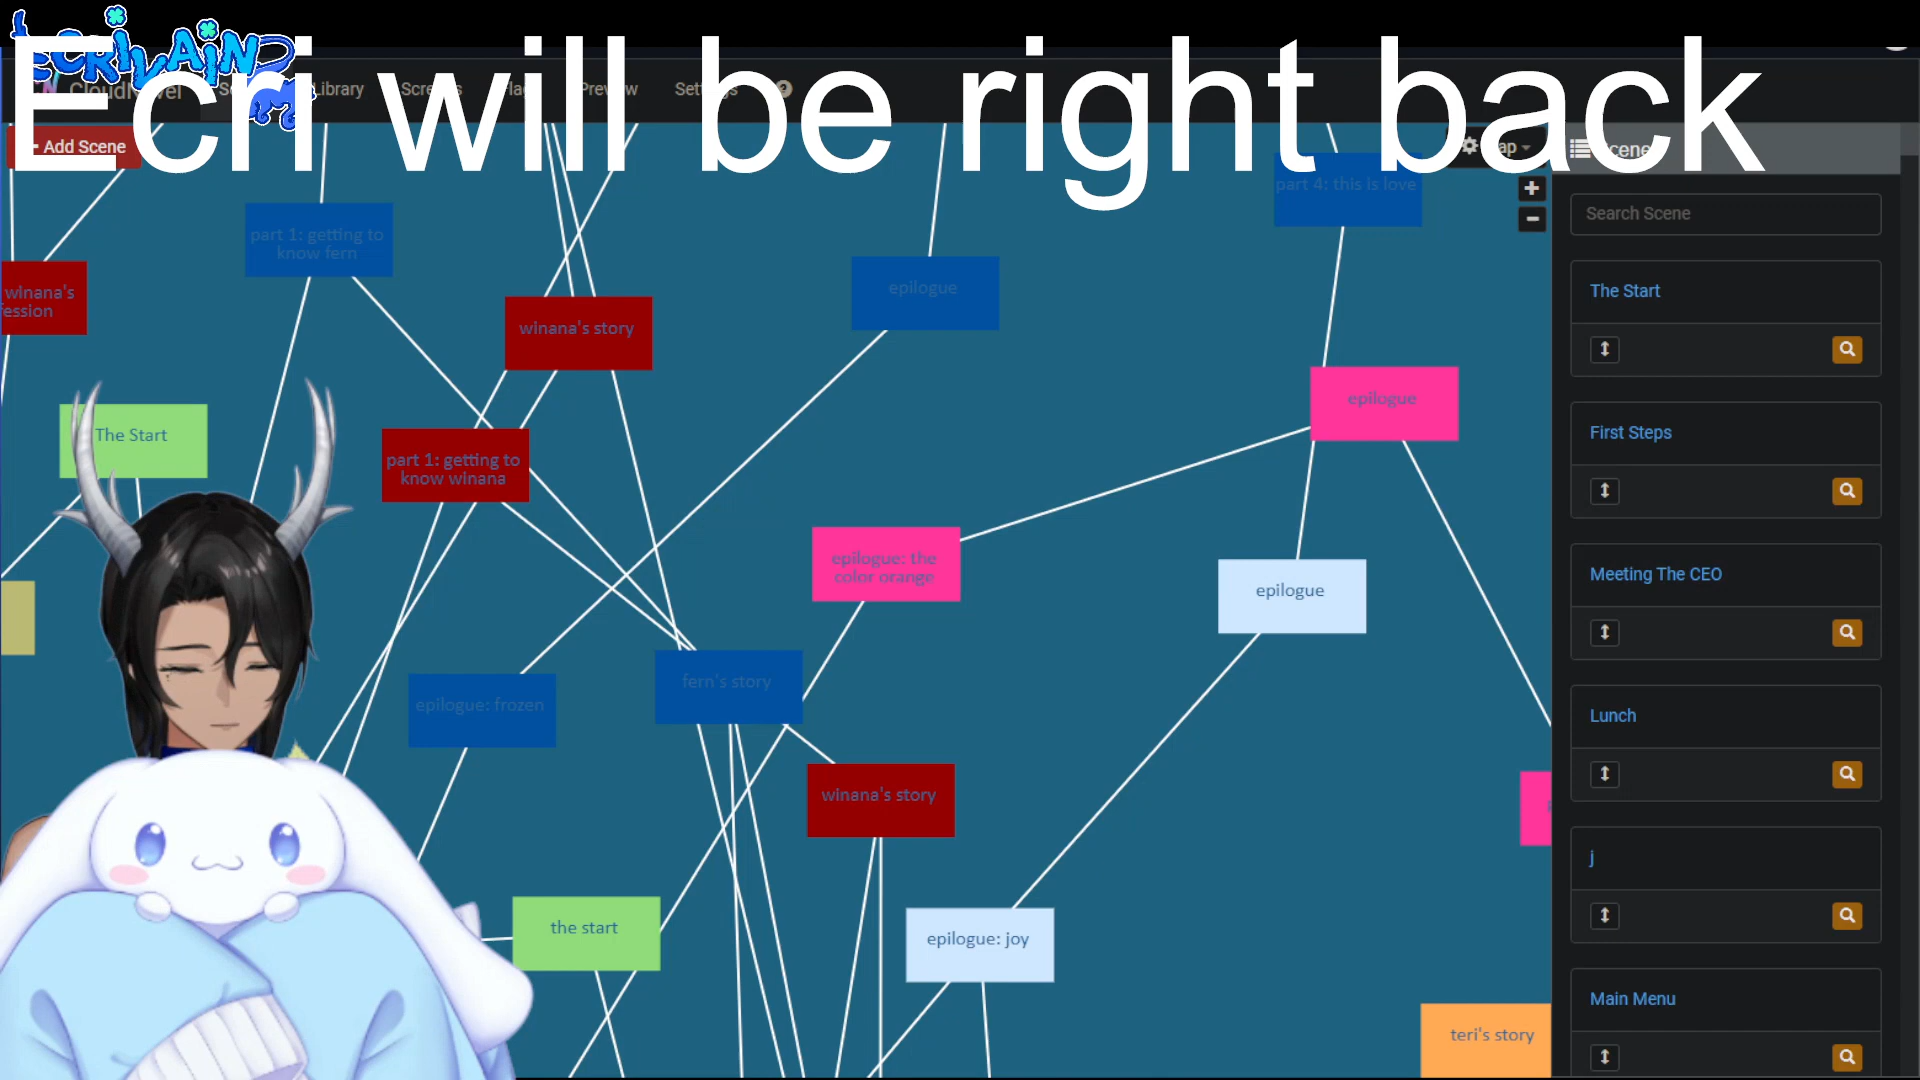 Ecri will be right back
ECRIVAIN
Library
Preview
Add Scene
Search Scene
The Start
First Steps
Meeting The CEO
Lunch
j
Main Menu
part 1: getting to
know fern
part 4: this is love
winana's
winana's story
epilogue
epilogue
The Start
part 1: getting to
know winana
epilogue: the
color orange
epilogue
fern's story
epilogue: frozen
winana's story
the start
epilogue: joy
teri's story